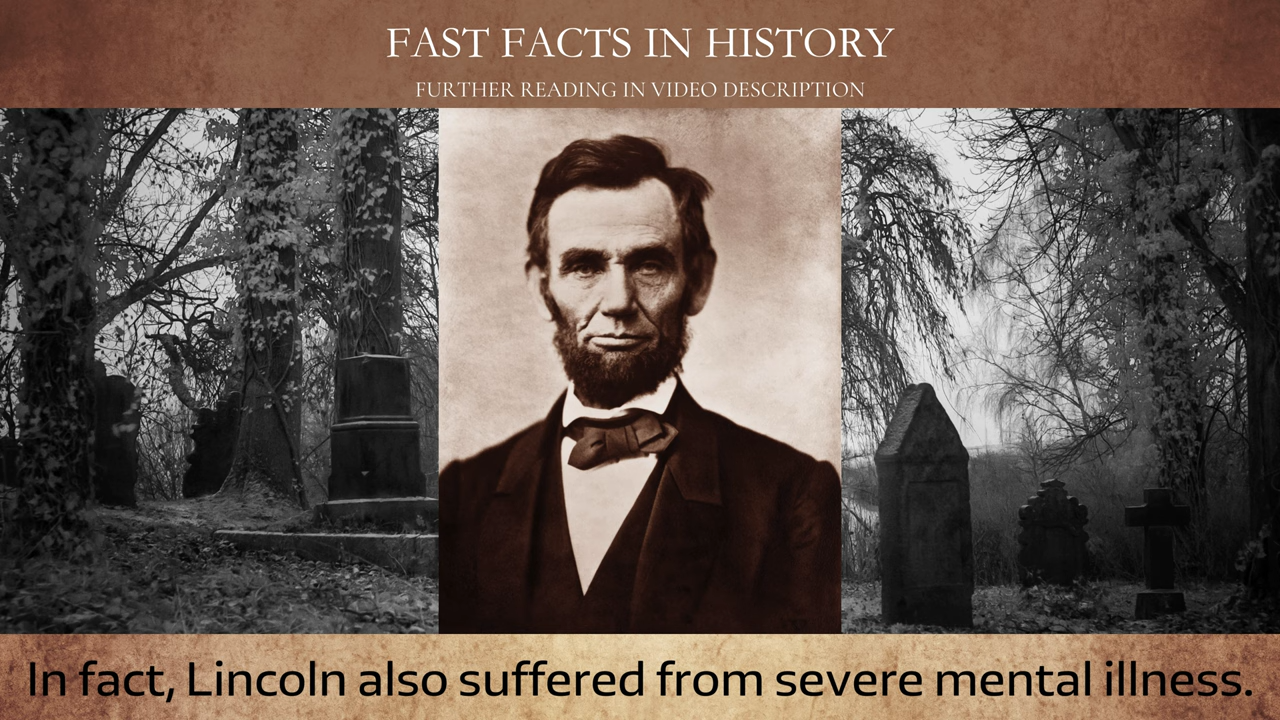 FAST FACTS IN HISTORY
FURTHER READING IN VIDEO DESCRIPTION
In fact, Lincoln also suffered from severe mental illness.